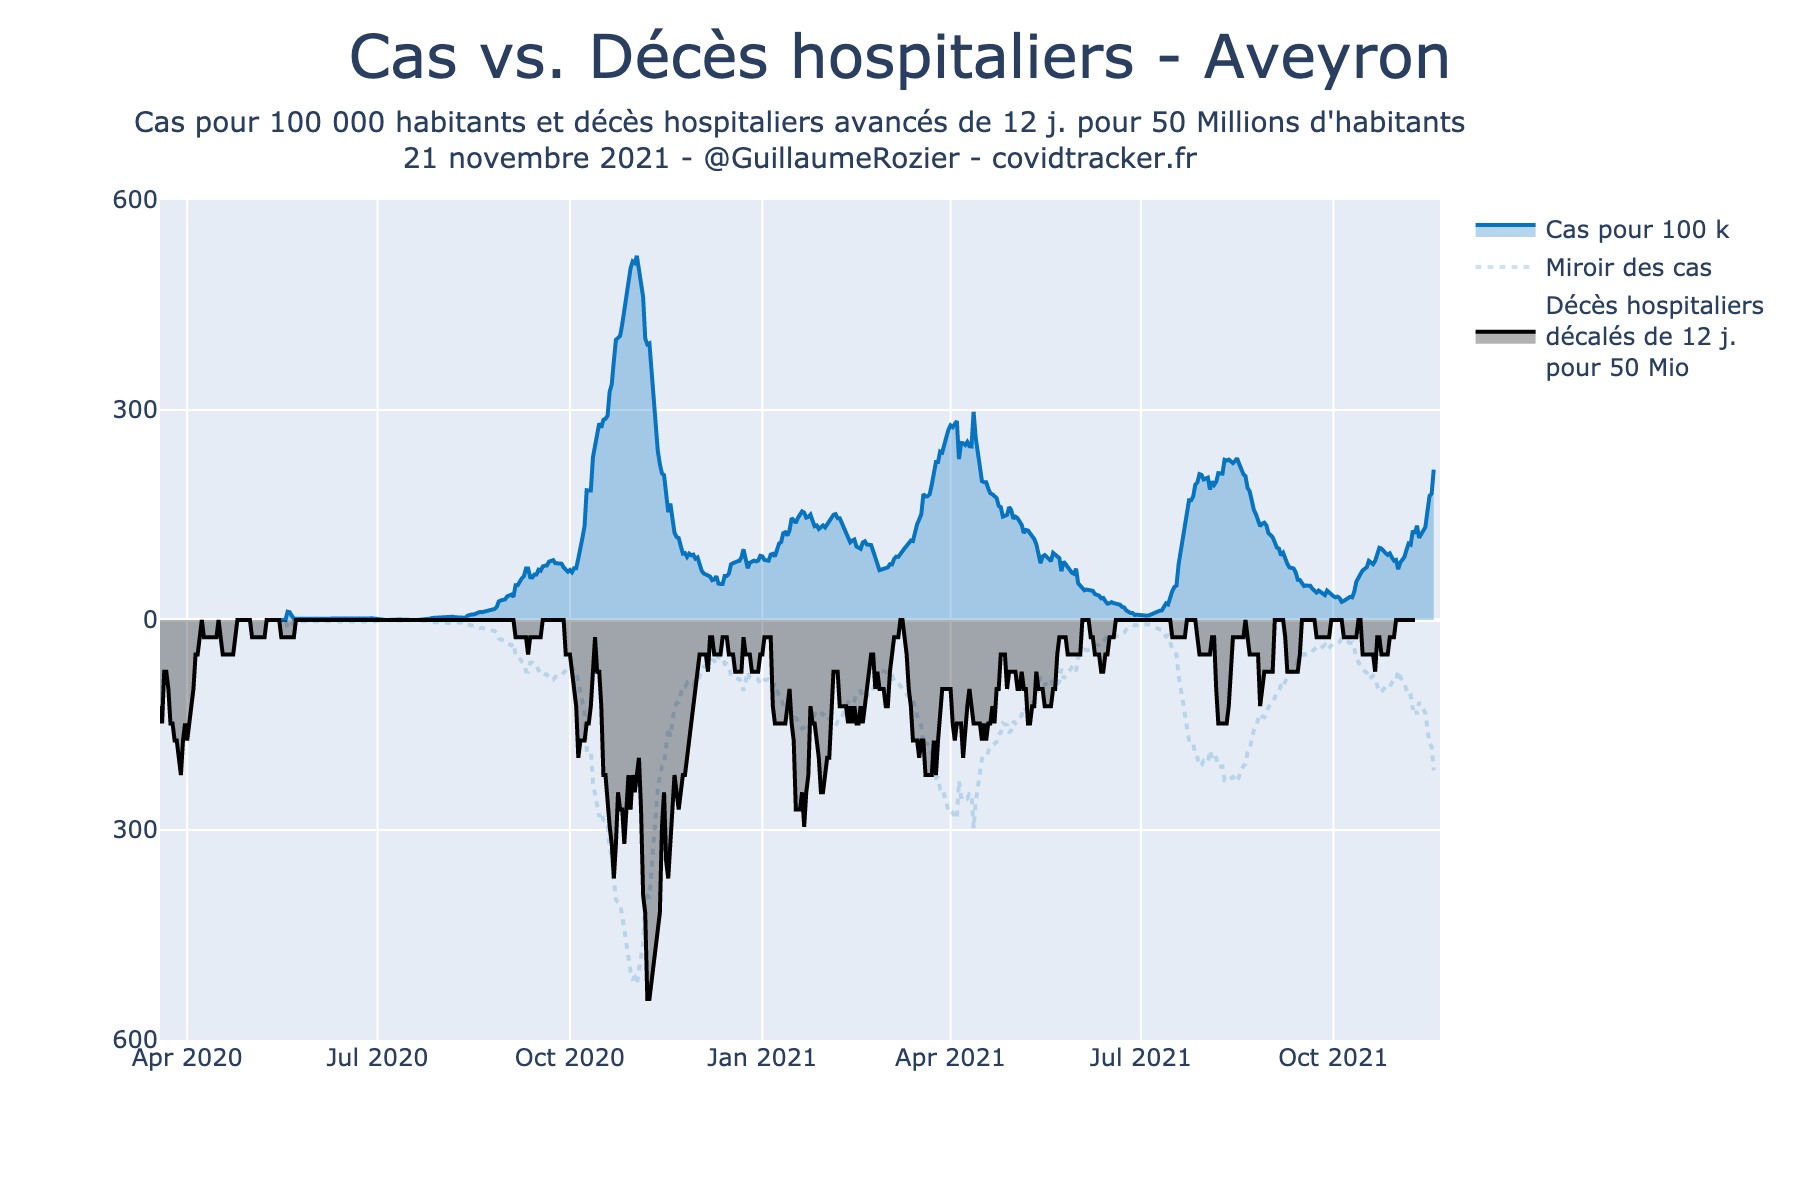 Cas vs. Décès hospitaliers - Aveyron
Cas pour 100 000 habitants et décès hospitaliers avancés de 12 j. pour 50 Millions d'habitants
21 novembre 2021 - @GuillaumeRozier - covidtracker.fr
600
300
0
300
600
Apr 2020
Jul 2020
Oct 2020
Jan 2021
Apr 2021
Jul 2021
Oct 2021
Cas pour 100 k
Miroir des cas
Décès hospitaliers
décalés de 12 j.
pour 50 Mio